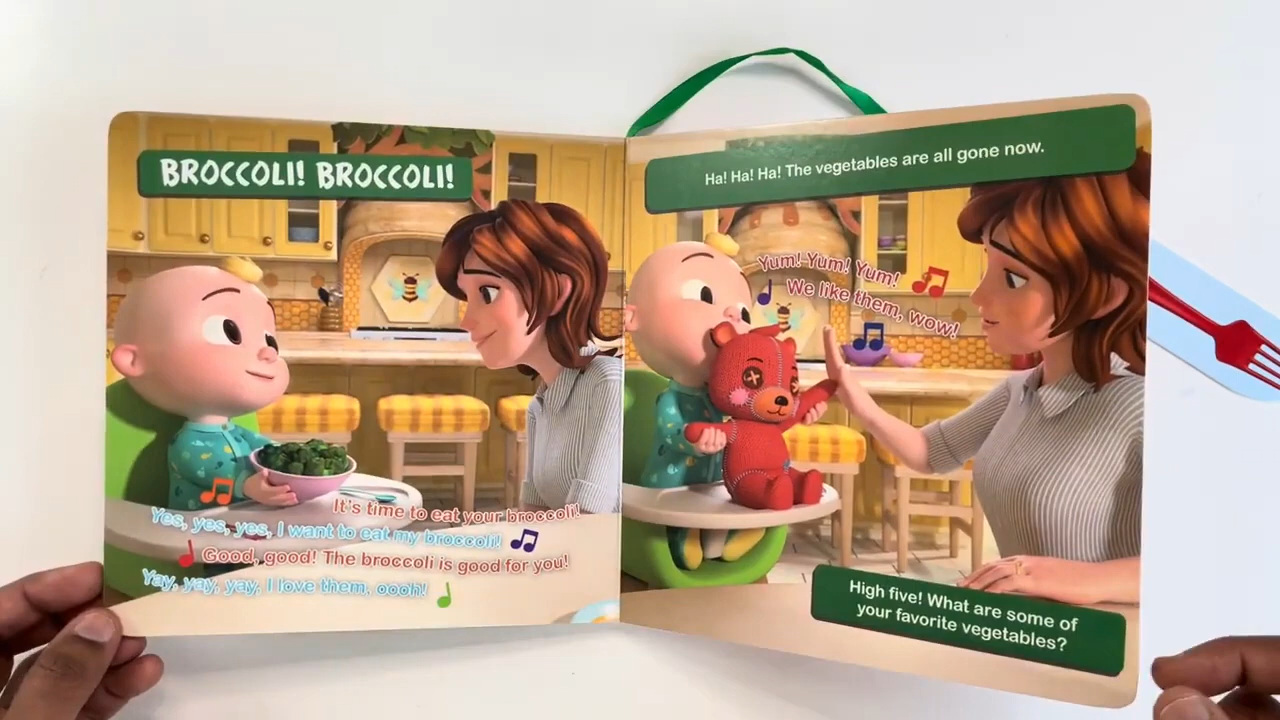 BROCCOLI! BROCCOLI!
It's time to eat your broccoli!
Yes, yes, yes, I want to eat my broccoli!
Good, good! The broccoli is good for you!
Yay, yay, yay, I love them, oooh!
Ha! Ha! Ha! The vegetables are all gone now.
Yum! Yum! Yum!
We like them, wow!
High five! What are some of
your favorite vegetables?